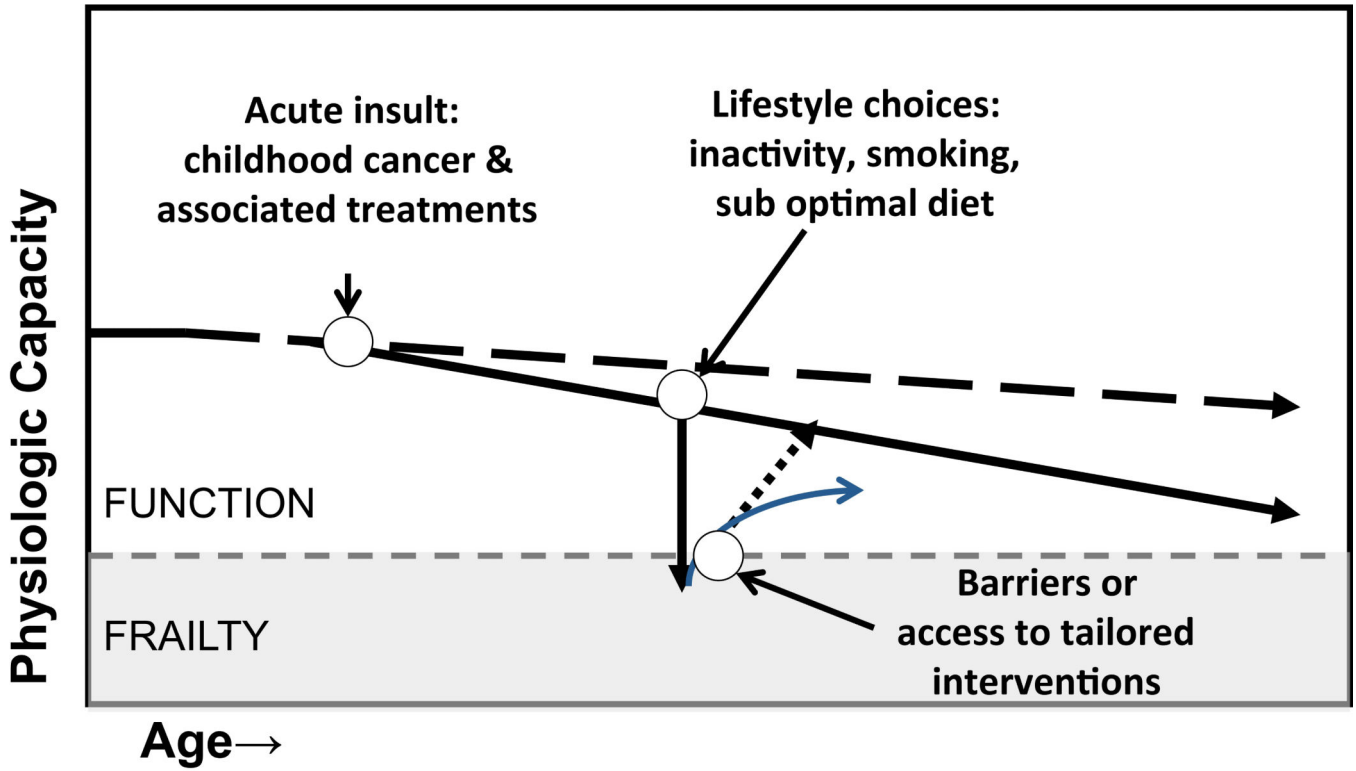 Physiologic Capacity
Acute insult:
childhood cancer &
associated treatments
Lifestyle choices:
inactivity, smoking,
sub optimal diet
FUNCTION
FRAILTY
Barriers or
access to tailored
interventions
Age→